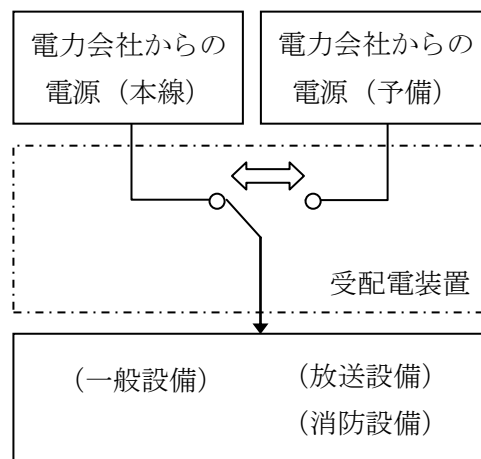 電力会社からの
電源（本線）
電力会社からの
電源（予備）
受配電装置
（一般設備）
（放送設備）
（消防設備）